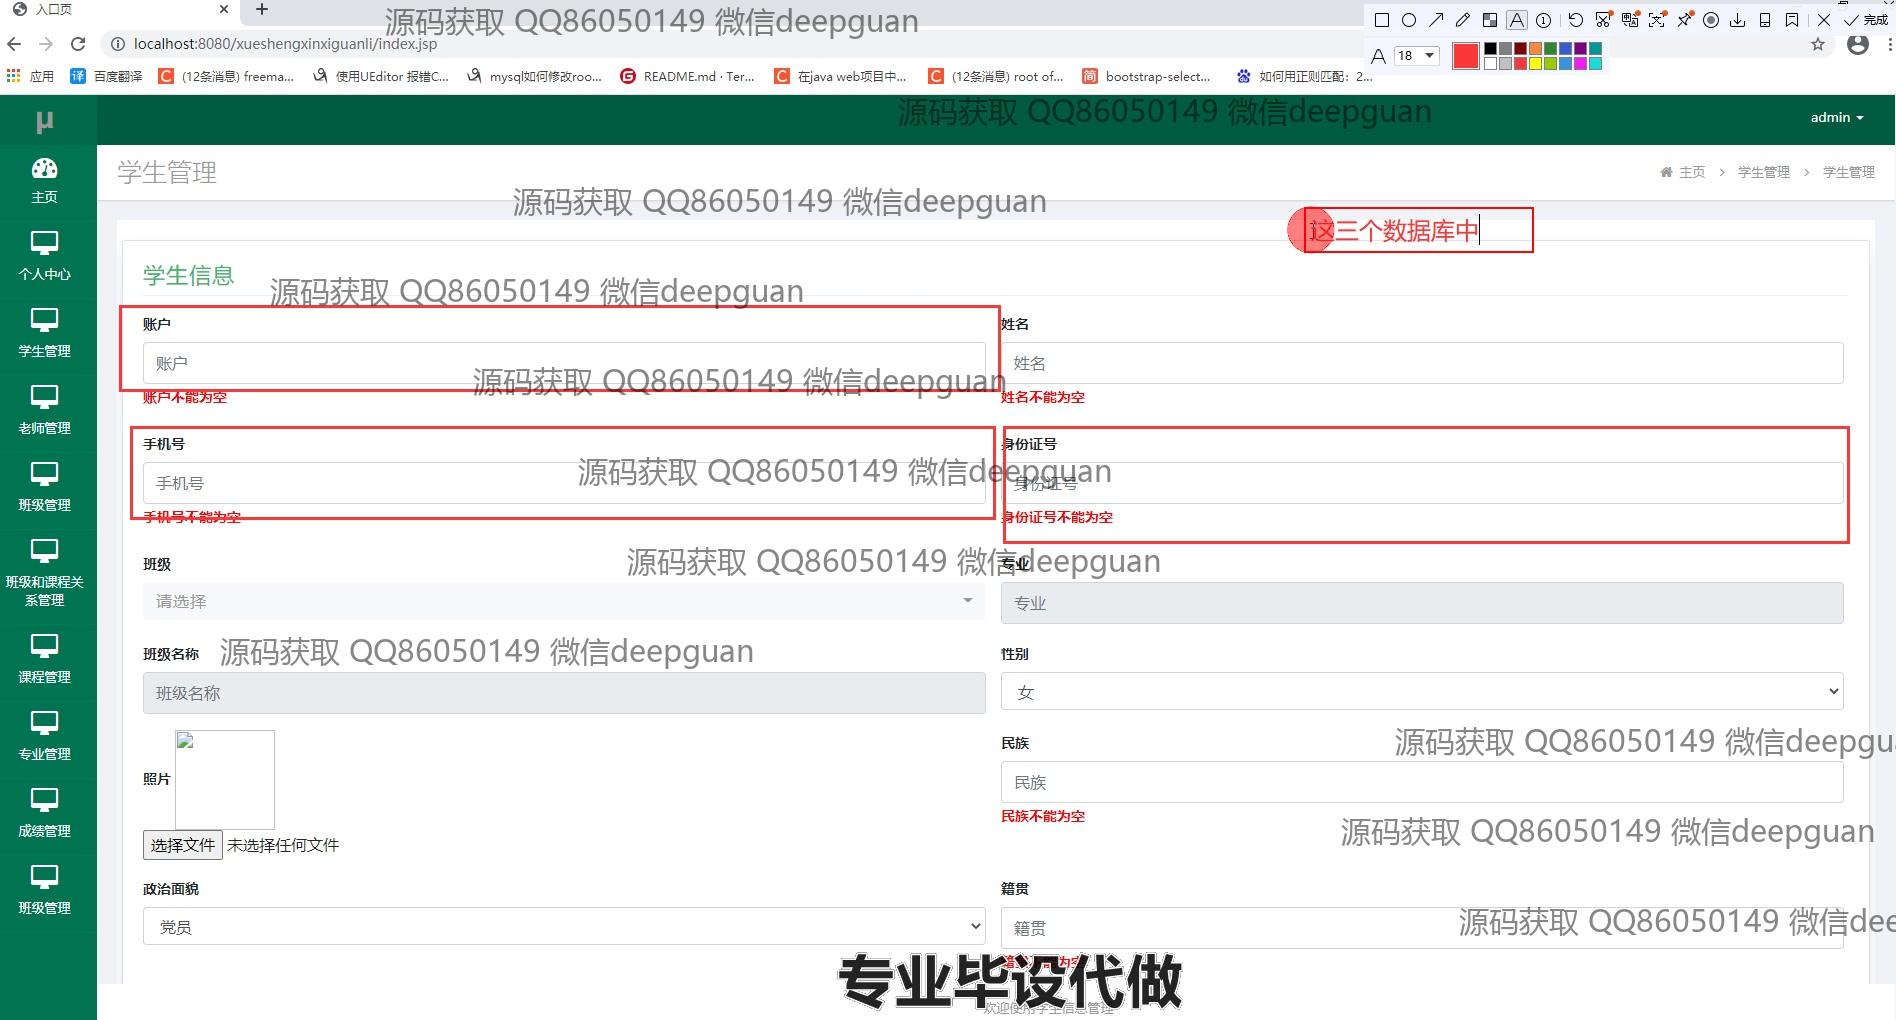 入口页
源码获取 QQ86050149 微信deepguan
完成
localhost:8080/xueshengxinxiguanli/index.jsp
A 18
应用 百度翻译 (12条消息) freema... 使用UEditor 报错C... mysql如何修改roo... README.md · Ter... 在java web项目中... (12条消息) root of... bootstrap-select... 如何用正则匹配：2...
μ
源码获取 QQ86050149 微信deepguan
admin
主页
学生管理
主页 > 学生管理 > 学生管理
源码获取 QQ86050149 微信deepguan
这三个数据库中
个人中心
学生信息
源码获取 QQ86050149 微信deepguan
账户
姓名
学生管理
账户
姓名
源码获取 QQ86050149 微信deepguan
账户不能为空
姓名不能为空
老师管理
手机号
身份证号
手机号
身份证号
源码获取 QQ86050149 微信deepguan
手机号不能为空
身份证号不能为空
班级管理
班级
专业
源码获取 QQ86050149 微信deepguan
请选择
专业
班级和课程关
系管理
班级名称
源码获取 QQ86050149 微信deepguan
性别
课程管理
班级名称
女
民族
源码获取 QQ86050149 微信deepgu
专业管理
照片
民族
民族不能为空
源码获取 QQ86050149 微信deepguan
成绩管理
选择文件 未选择任何文件
政治面貌
籍贯
班级管理
党员
籍贯
源码获取 QQ86050149 微信dee
籍贯不能为空
专业毕设代做
欢迎使用学生信息管理